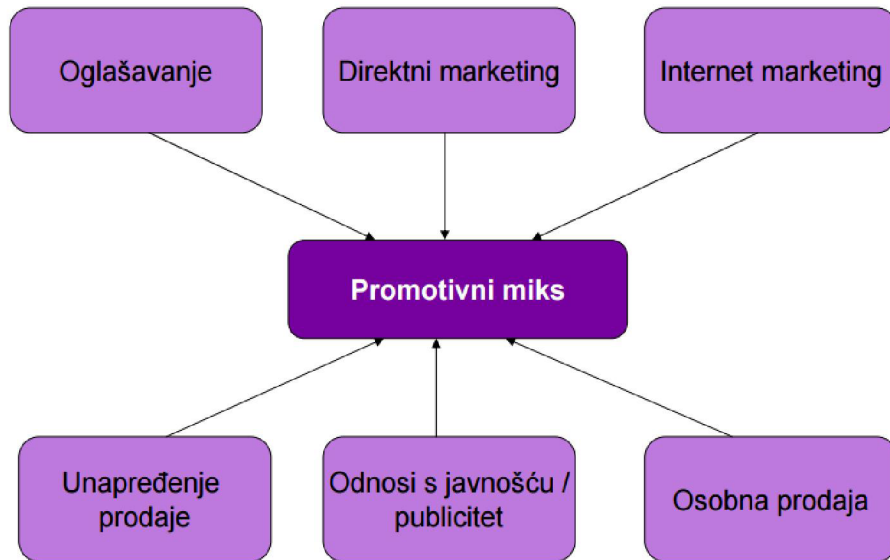 Oglašavanje
Direktni marketing
Internet marketing
Promotivni miks
Unapređenje
prodaje
Odnosi s javnošću /
publicitet
Osobna prodaja